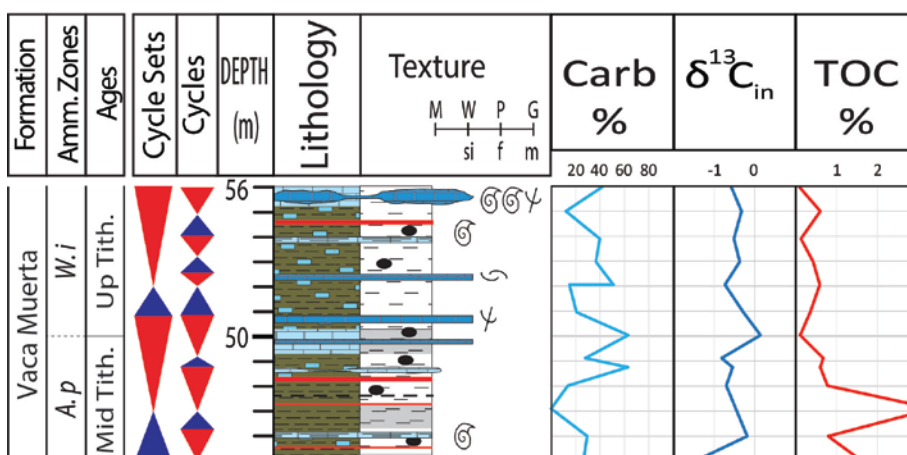 Formation
Amm. Zones
Ages
Cycle Sets
Cycles
DEPTH
(m)
Lithology
Texture
M W P G
si f m
Carb
%
δ¹³Cᵢₙ
TOC
%
20 40 60 80
-1 0
1 2
Vaca Muerta
A. p
W. i
Mid Tith.
Up Tith.
56
50